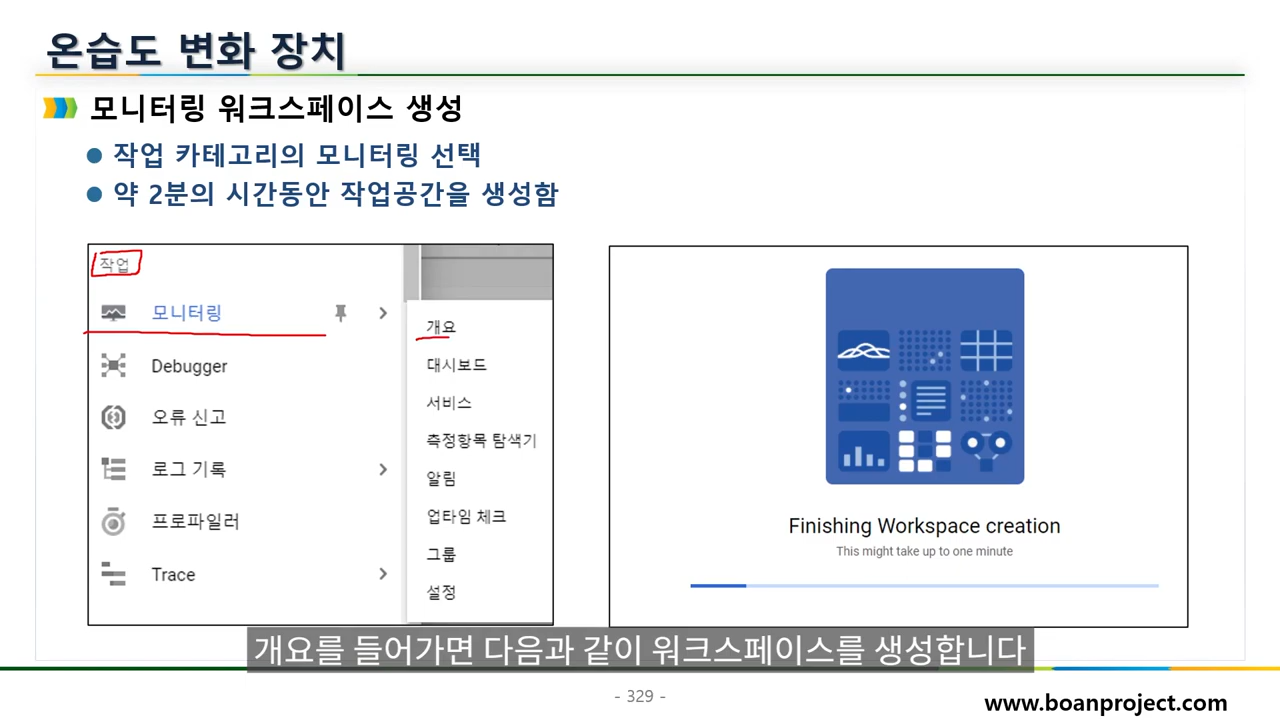 온습도 변화 장치
모니터링 워크스페이스 생성
작업 카테고리의 모니터링 선택
약 2분의 시간동안 작업공간을 생성함
작업
모니터링
Debugger
오류 신고
로그 기록
프로파일러
Trace
개요
대시보드
서비스
측정항목 탐색기
알림
업타임 체크
그룹
설정
Finishing Workspace creation
This might take up to one minute
개요를 들어가면 다음과 같이 워크스페이스를 생성합니다
- 329 -
www.boanproject.com